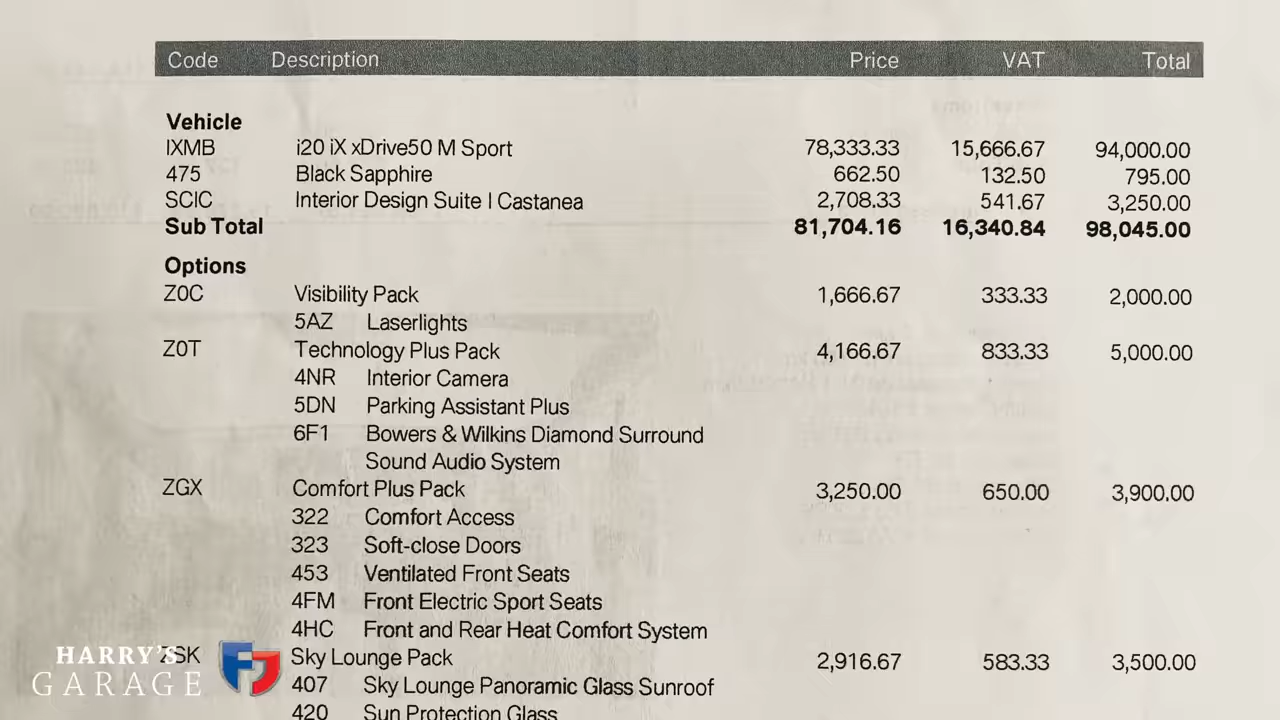 Code Description Price VAT Total
Vehicle
IXMB i20 iX xDrive50 M Sport 78,333.33 15,666.67 94,000.00
475 Black Sapphire 662.50 132.50 795.00
SCIC Interior Design Suite I Castanea 2,708.33 541.67 3,250.00
Sub Total 81,704.16 16,340.84 98,045.00
Options
Z0C Visibility Pack 1,666.67 333.33 2,000.00
5AZ Laserlights
Z0T Technology Plus Pack 4,166.67 833.33 5,000.00
4NR Interior Camera
5DN Parking Assistant Plus
6F1 Bowers & Wilkins Diamond Surround
Sound Audio System
ZGX Comfort Plus Pack 3,250.00 650.00 3,900.00
322 Comfort Access
323 Soft-close Doors
453 Ventilated Front Seats
4FM Front Electric Sport Seats
4HC Front and Rear Heat Comfort System
Sky Lounge Pack 2,916.67 583.33 3,500.00
407 Sky Lounge Panoramic Glass Sunroof
420 Sun Protection Glass
HARRY'S
GARAGE